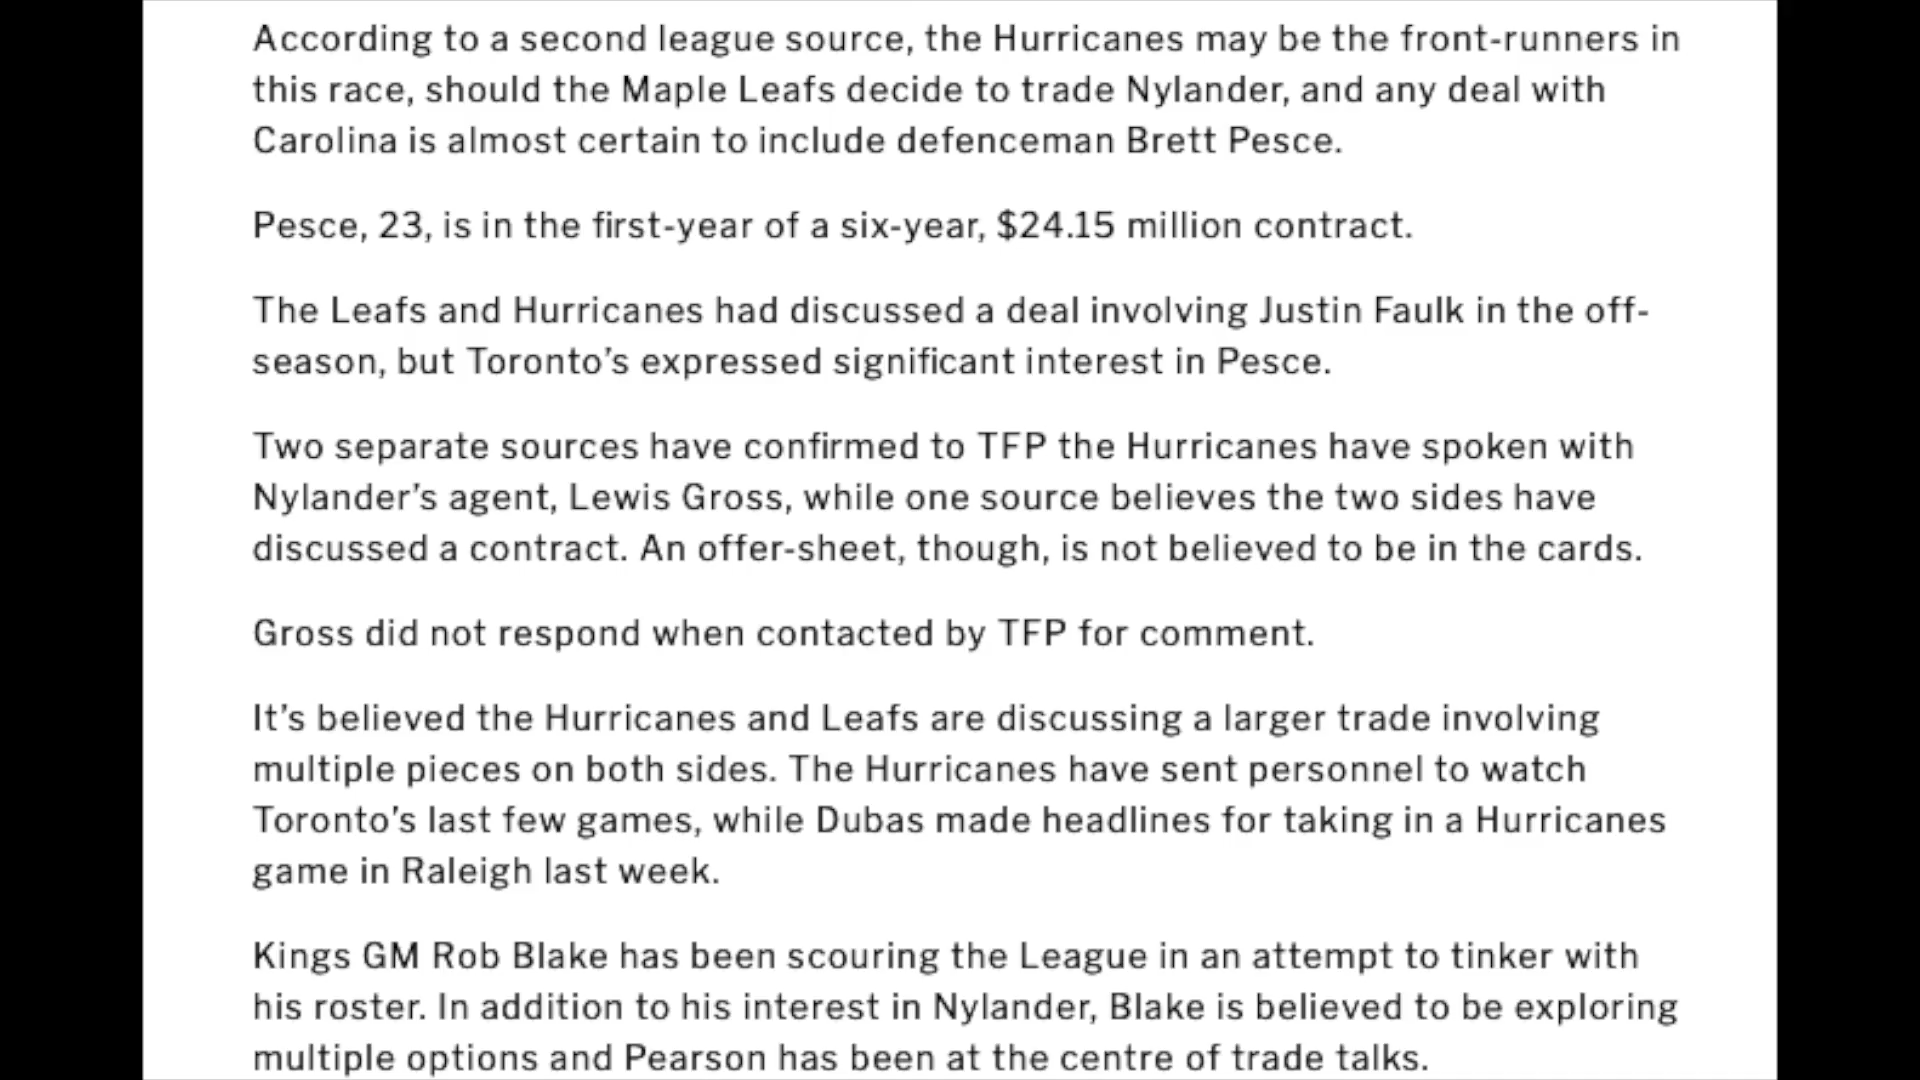 According to a second league source, the Hurricanes may be the front-runners in
this race, should the Maple Leafs decide to trade Nylander, and any deal with
Carolina is almost certain to include defenceman Brett Pesce.
Pesce, 23, is in the first-year of a six-year, $24.15 million contract.
The Leafs and Hurricanes had discussed a deal involving Justin Faulk in the off-
season, but Toronto’s expressed significant interest in Pesce.
Two separate sources have confirmed to TFP the Hurricanes have spoken with
Nylander’s agent, Lewis Gross, while one source believes the two sides have
discussed a contract. An offer-sheet, though, is not believed to be in the cards.
Gross did not respond when contacted by TFP for comment.
It’s believed the Hurricanes and Leafs are discussing a larger trade involving
multiple pieces on both sides. The Hurricanes have sent personnel to watch
Toronto’s last few games, while Dubas made headlines for taking in a Hurricanes
game in Raleigh last week.
Kings GM Rob Blake has been scouring the League in an attempt to tinker with
his roster. In addition to his interest in Nylander, Blake is believed to be exploring
multiple options and Pearson has been at the centre of trade talks.